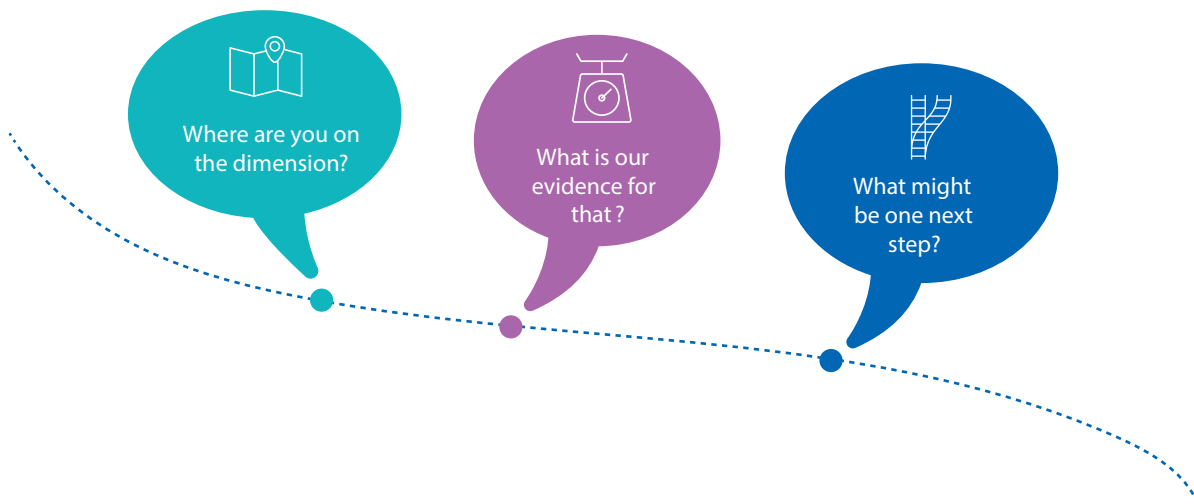 Where are you on
the dimension?
What is our
evidence for
that ?
What might
be one next
step?